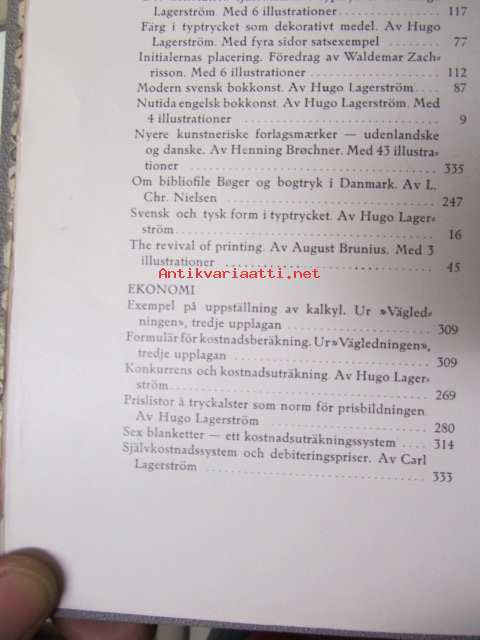 Lagerström. Med 6 illustrationer 117
Färg i typtrycket som dekorativt medel. Av Hugo
Lagerström. Med fyra sidor satsexempel 77
Initialernas placering. Föredrag av Waldemar Zach-
risson. Med 6 illustrationer 112
Modern svensk bokkonst. Av Hugo Lagerström. 87
Nutida engelsk bokkonst. Av Hugo Lagerström. Med
4 illustrationer 9
Nyere kunstneriske forlagsmærker — udenlandske
og danske. Av Henning Brøchner. Med 43 illustra-
tioner 335
Om bibliofile Bøger og bogtryk i Danmark. Av L.
Chr. Nielsen 247
Svensk och tysk form i typtrycket. Av Hugo Lager-
ström 16
The revival of printing. Av August Brunius. Med 3
illustrationer 45
Antikvariaatti.net
EKONOMI
Exempel på uppställning av kalkyl. Ur »Vägled-
ningen», tredje upplagan 309
Formulär för kostnadsberäkning. Ur »Vägledningen»,
tredje upplagan 309
Konkurrens och kostnadsuträkning. Av Hugo Lager-
ström 269
Prislistor å tryckalster som norm för prisbildningen.
Av Hugo Lagerström 280
Sex blanketter — ett kostnadsuträkningssystem 314
Självkostnadssystem och debiteringspriser. Av Carl
Lagerström 333